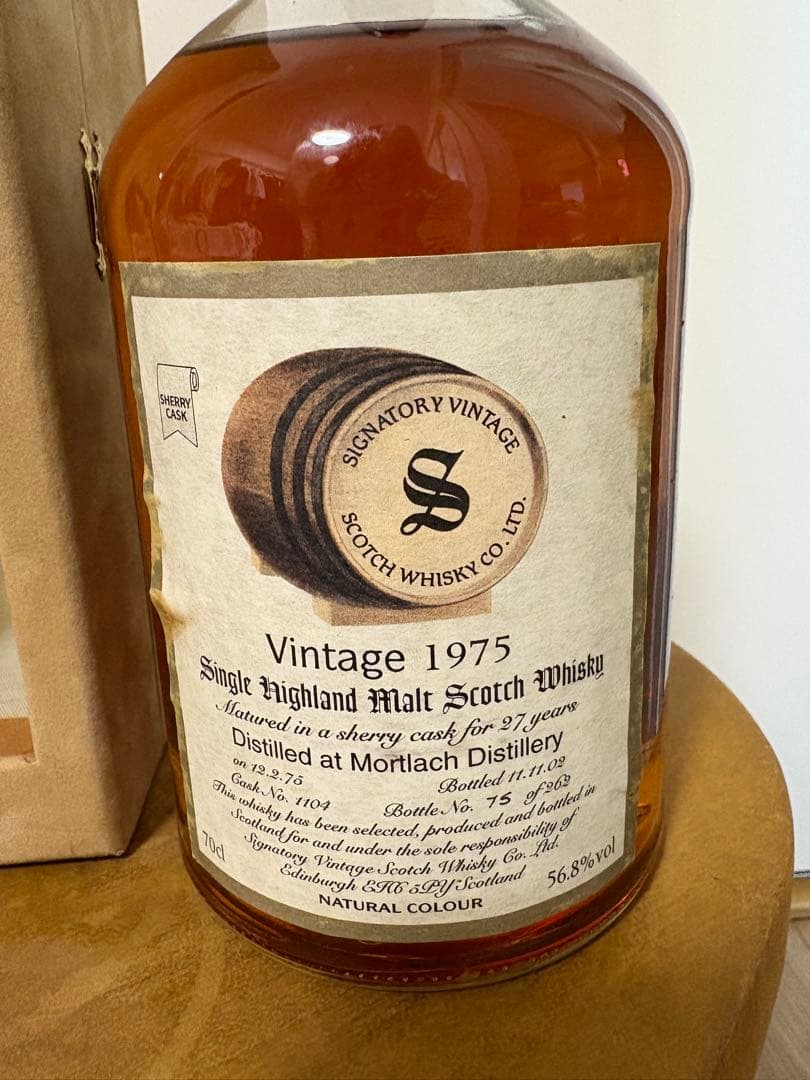 SHERRY
CASK
SIGNATORY VINTAGE
S
SCOTCH WHISKY CO. LTD.
Vintage 1975
Single Highland Malt Scotch Whisky
Matured in a sherry cask for 27 years
Distilled at Mortlach Distillery
on 12.2.75 Bottled 11.11.02
Cask No. 1104 Bottle No. 75 of 262
This whisky has been selected, produced and bottled in
Scotland for and under the sole responsibility of
Signatory Vintage Scotch Whisky Co. Ltd.
Edinburgh EH6 5PY Scotland
70cl 56.8%vol
NATURAL COLOUR